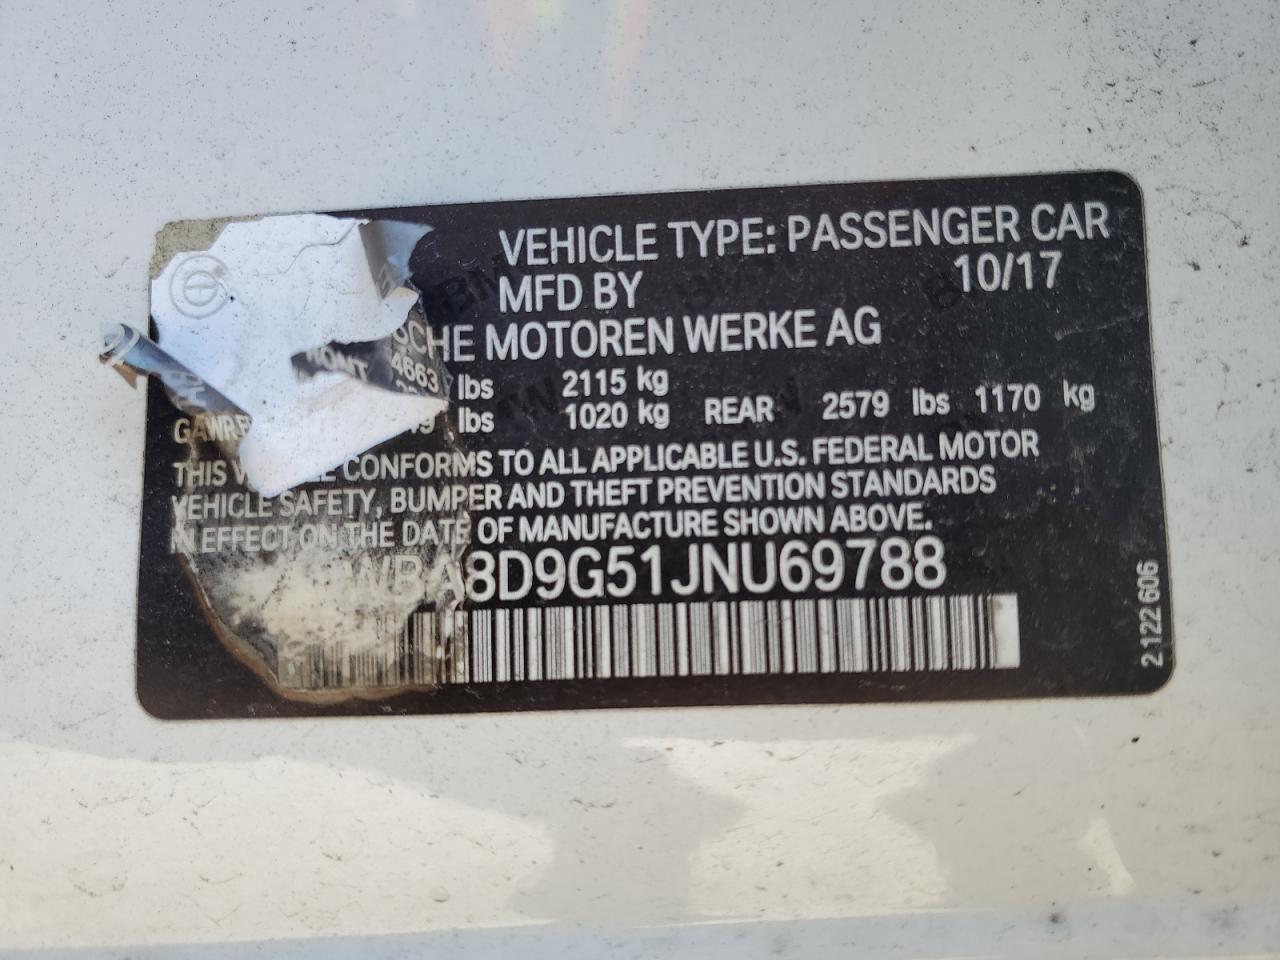 VEHICLE TYPE: PASSENGER CAR
MFD BY 10/17
SCHE MOTOREN WERKE AG
4663 lbs 2115 kg
lbs 1020 kg REAR 2579 lbs 1170 kg
THIS CONFORMS TO ALL APPLICABLE U.S. FEDERAL MOTOR
VEHICLE SAFETY, BUMPER AND THEFT PREVENTION STANDARDS
IN EFFECT ON THE DATE OF MANUFACTURE SHOWN ABOVE.
WBA8D9G51JNU69788
2 122 606